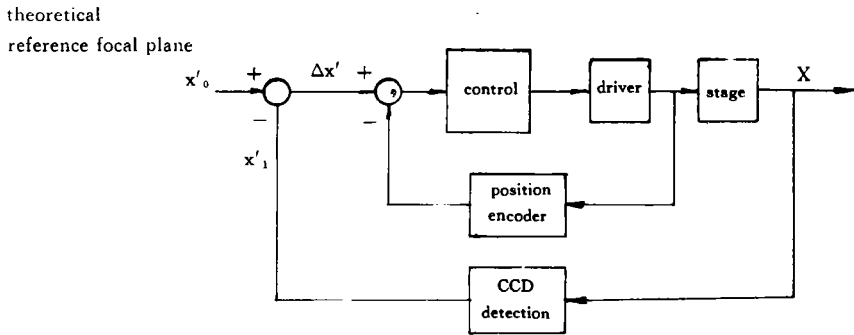 theoretical
reference focal plane
x'₀
+
−
Δx'
+
−
control
driver
stage
X
x'₁
position
encoder
CCD
detection